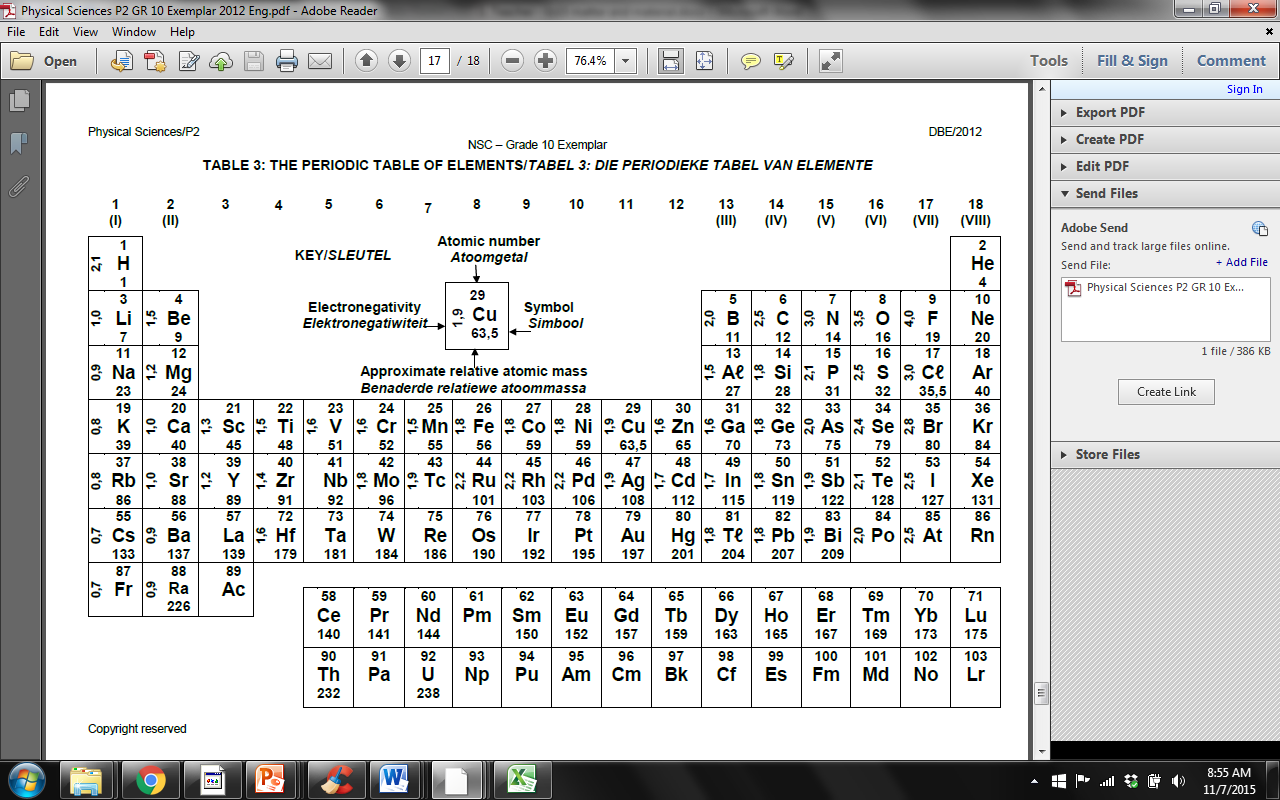 Physical Sciences P2 GR 10 Exemplar 2012 Eng.pdf - Adobe Reader
File Edit View Window Help
Open 17 / 18 76.4% Tools Fill & Sign Comment
Sign In
Export PDF
Create PDF
Edit PDF
Send Files
Adobe Send
Send and track large files online.
Send File: + Add File
Physical Sciences P2 GR 10 Ex...
1 file / 386 KB
Create Link
Store Files
Physical Sciences/P2 DBE/2012
NSC – Grade 10 Exemplar
TABLE 3: THE PERIODIC TABLE OF ELEMENTS/TABEL 3: DIE PERIODIEKE TABEL VAN ELEMENTE
1 2 3 4 5 6 7 8 9 10 11 12 13 14 15 16 17 18
(I) (II) (III) (IV) (V) (VI) (VII) (VIII)
KEY/SLEUTEL
Atomic number
Atoomgetal
Electronegativity
Elektronegatiwiteit
29
1,9 Cu
63,5
Symbol
Simbool
Approximate relative atomic mass
Benaderde relatiewe atoommassa
1 2
2,1 H He
1 4
3 4 5 6 7 8 9 10
1,0 Li 1,5 Be 2,0 B 2,5 C 3,0 N 3,5 O 4,0 F Ne
7 9 11 12 14 16 19 20
11 12 13 14 15 16 17 18
0,9 Na 1,2 Mg 1,5 Aℓ 1,8 Si 2,1 P 2,5 S 3,0 Cℓ Ar
23 24 27 28 31 32 35,5 40
19 20 21 22 23 24 25 26 27 28 29 30 31 32 33 34 35 36
0,8 K 1,0 Ca 1,3 Sc 1,5 Ti 1,6 V 1,6 Cr 1,5 Mn 1,8 Fe 1,8 Co 1,8 Ni 1,9 Cu 1,6 Zn 1,6 Ga 1,8 Ge 2,0 As 2,4 Se 2,8 Br Kr
39 40 45 48 51 52 55 56 59 59 63,5 65 70 73 75 79 80 84
37 38 39 40 41 42 43 44 45 46 47 48 49 50 51 52 53 54
0,8 Rb 1,0 Sr 1,2 Y 1,4 Zr Nb 1,8 Mo 1,9 Tc 2,2 Ru 2,2 Rh 2,2 Pd 1,9 Ag 1,7 Cd 1,7 In 1,8 Sn 1,9 Sb 2,1 Te 2,5 I Xe
86 88 89 91 92 96 101 103 106 108 112 115 119 122 128 127 131
55 56 57 72 73 74 75 76 77 78 79 80 81 82 83 84 85 86
0,7 Cs 0,9 Ba La 1,6 Hf Ta W Re Os Ir Pt Au Hg 1,8 Tℓ 1,8 Pb 1,9 Bi 2,0 Po 2,5 At Rn
133 137 139 179 181 184 186 190 192 195 197 201 204 207 209
87 88 89
0,7 Fr 0,9 Ra Ac
226
58 59 60 61 62 63 64 65 66 67 68 69 70 71
Ce Pr Nd Pm Sm Eu Gd Tb Dy Ho Er Tm Yb Lu
140 141 144 150 152 157 159 163 165 167 169 173 175
90 91 92 93 94 95 96 97 98 99 100 101 102 103
Th Pa U Np Pu Am Cm Bk Cf Es Fm Md No Lr
232 238
Copyright reserved
8:55 AM
11/7/2015